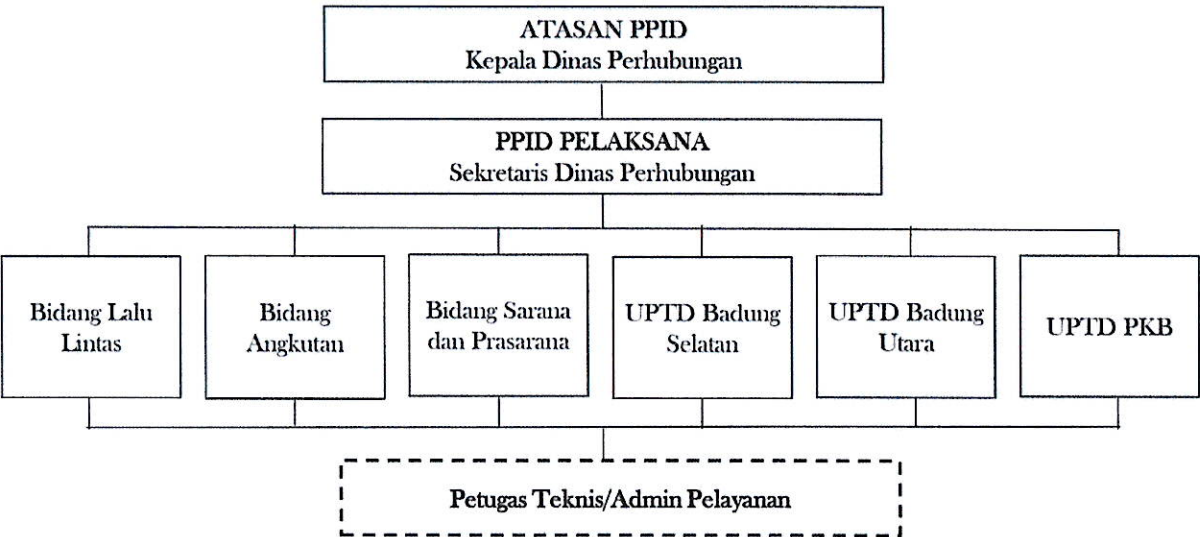 ATASAN PPID
Kepala Dinas Perhubungan
PPID PELAKSANA
Sekretaris Dinas Perhubungan
Bidang Lalu
Lintas
Bidang
Angkutan
Bidang Sarana
dan Prasarana
UPTD Badung
Selatan
UPTD Badung
Utara
UPTD PKB
Petugas Teknis/Admin Pelayanan